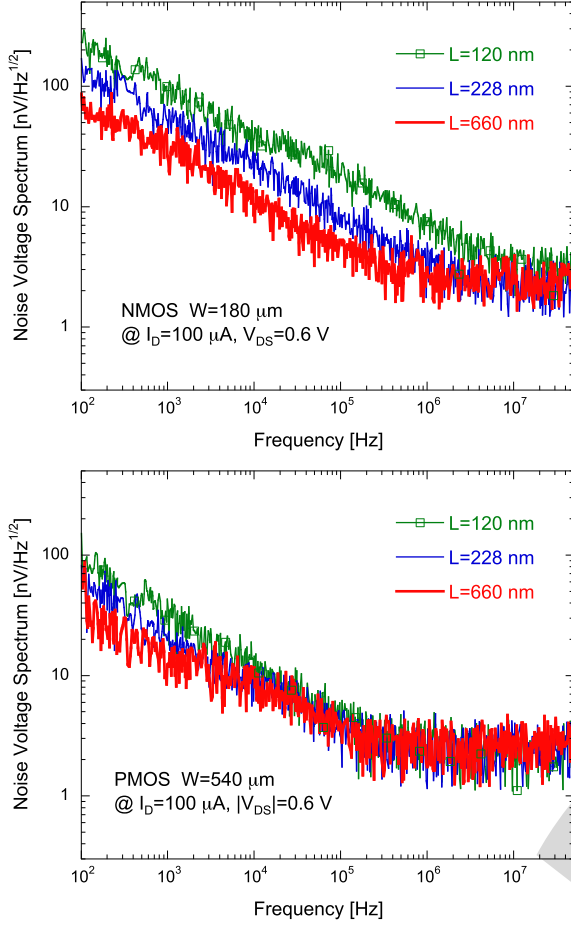 Noise Voltage Spectrum [nV/Hz^1/2]
100
10
1
L=120 nm
L=228 nm
L=660 nm
NMOS W=180 μm
@ I_D=100 μA, V_DS=0.6 V
10^2 10^3 10^4 10^5 10^6 10^7
Frequency [Hz]
Noise Voltage Spectrum [nV/Hz^1/2]
100
10
1
L=120 nm
L=228 nm
L=660 nm
PMOS W=540 μm
@ I_D=100 μA, |V_DS|=0.6 V
10^2 10^3 10^4 10^5 10^6 10^7
Frequency [Hz]